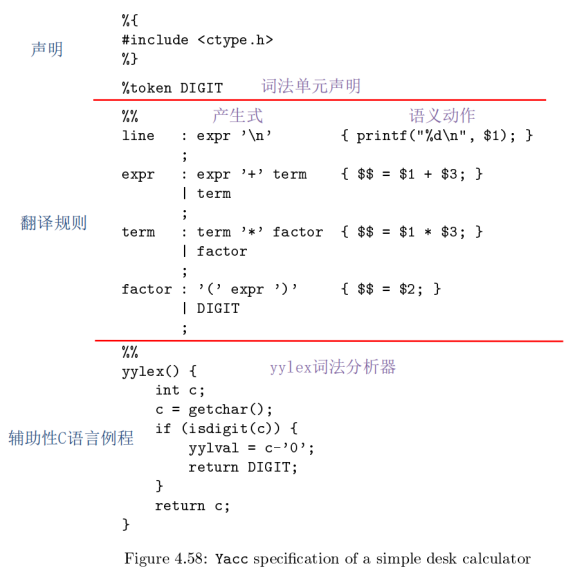 %{
#include <ctype.h>
声明
%}
%token DIGIT 词法单元声明
%% 产生式 语义动作
line : expr '\n' { printf("%d\n", $1); }
;
expr : expr '+' term { $$ = $1 + $3; }
| term
;
翻译规则
term : term '*' factor { $$ = $1 * $3; }
| factor
;
factor : '(' expr ')' { $$ = $2; }
| DIGIT
;
%%
yylex() { yylex词法分析器
int c;
c = getchar();
if (isdigit(c)) {
辅助性C语言例程
yylval = c-'0';
return DIGIT;
}
return c;
}
Figure 4.58: Yacc specification of a simple desk calculator